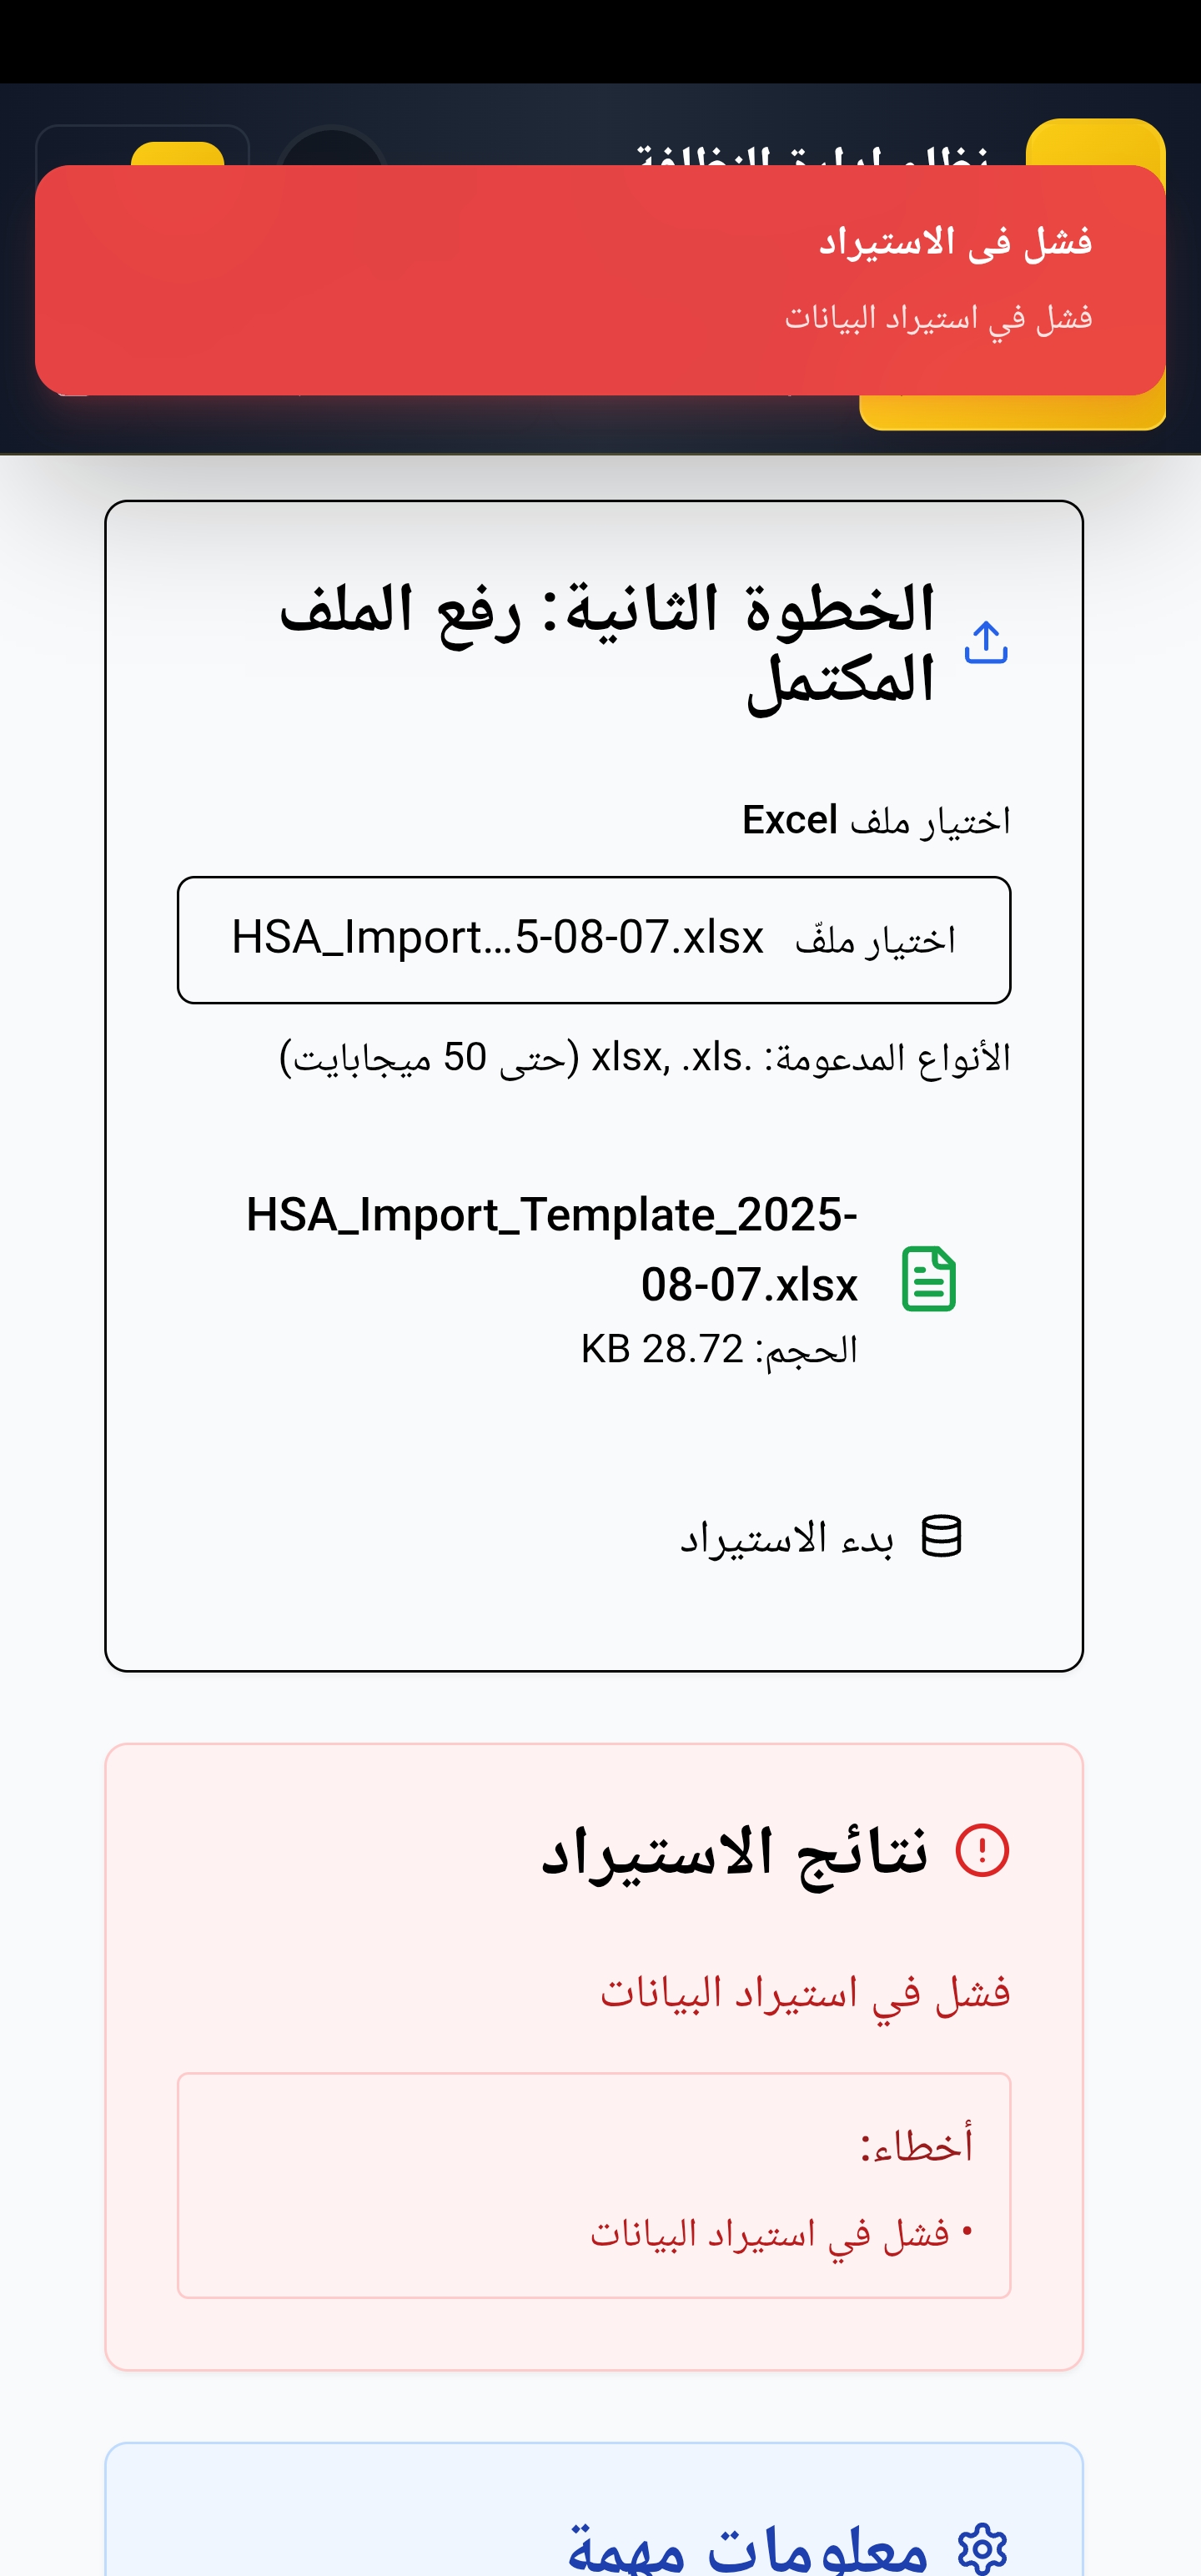 فشل فى الاستيراد
فشل في استيراد البيانات
الخطوة الثانية: رفع الملف
المكتمل
اختيار ملف Excel
اختيار ملفّ HSA_Import...5-08-07.xlsx
الأنواع المدعومة: .xlsx, .xls (حتى 50 ميجابايت)
HSA_Import_Template_2025-
08-07.xlsx
الحجم: 28.72 KB
بدء الاستيراد
نتائج الاستيراد
فشل في استيراد البيانات
أخطاء:
• فشل في استيراد البيانات
معلومات مهمة